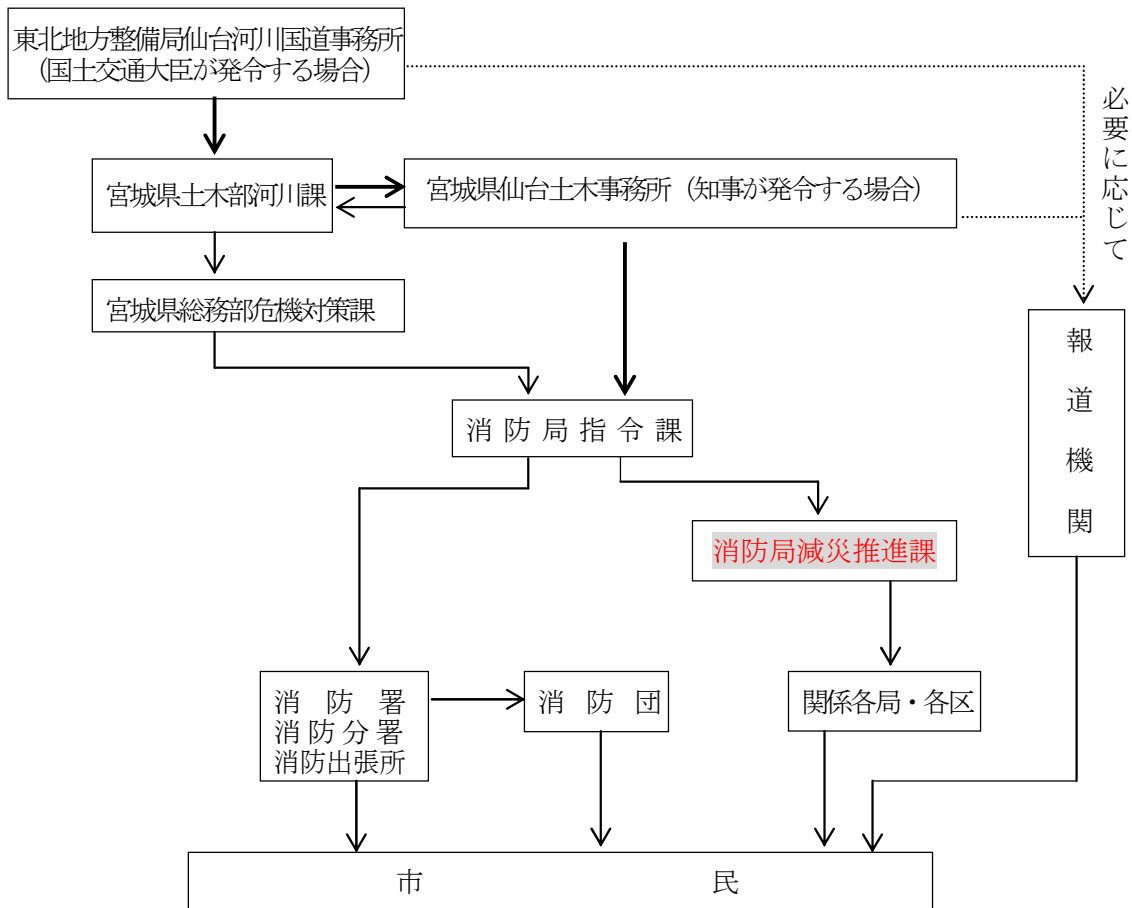 東北地方整備局仙台河川国道事務所
（国土交通大臣が発令する場合）
必要に応じて
宮城県土木部河川課
宮城県仙台土木事務所（知事が発令する場合）
宮城県総務部危機対策課
報道機関
消防局指令課
消防局減災推進課
消防署
消防分署
消防出張所
消防団
関係各局・各区
市民